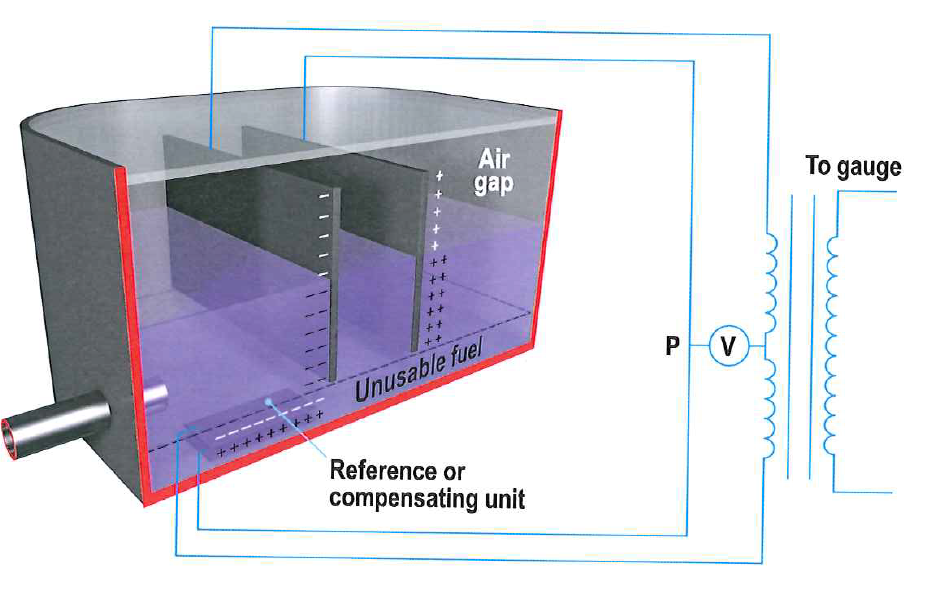 Air
gap
To gauge
P
V
Unusable fuel
Reference or
compensating unit